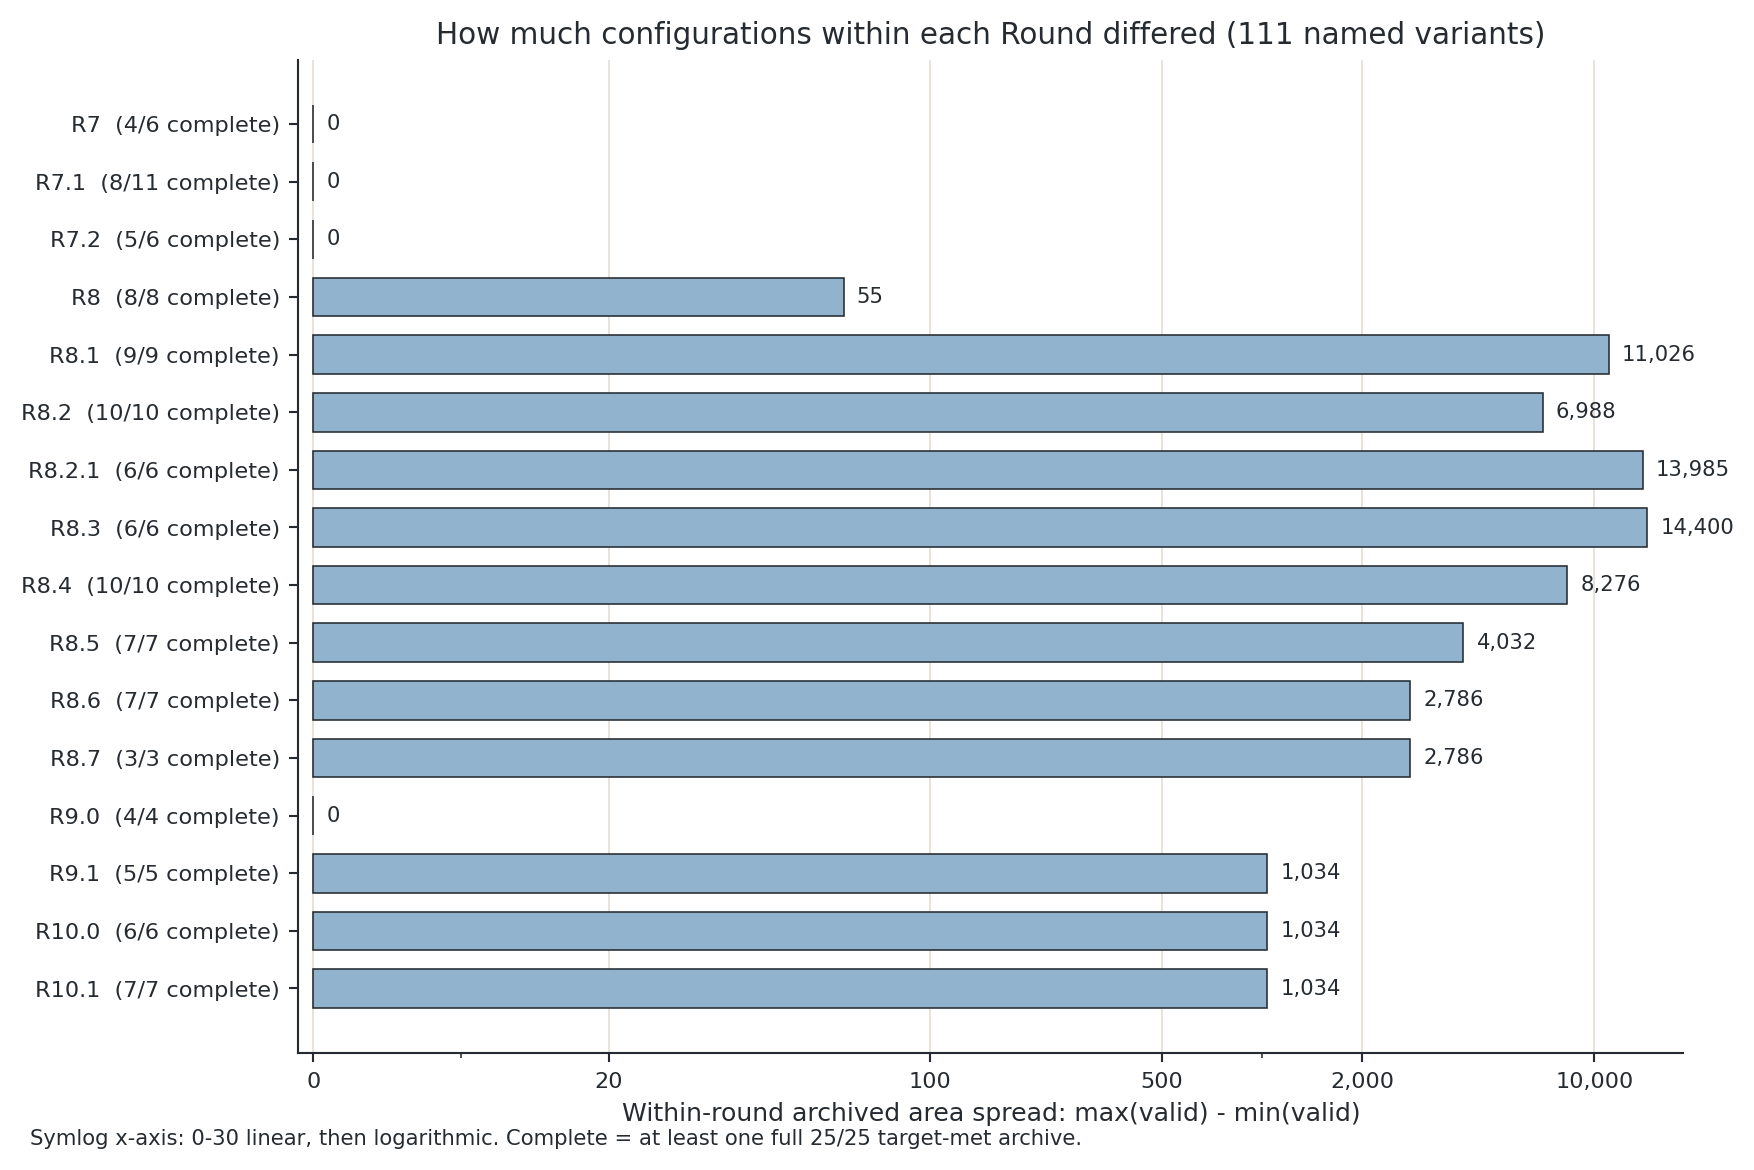 How much configurations within each Round differed (111 named variants)
R7 (4/6 complete) 0
R7.1 (8/11 complete) 0
R7.2 (5/6 complete) 0
R8 (8/8 complete) 55
R8.1 (9/9 complete) 11,026
R8.2 (10/10 complete) 6,988
R8.2.1 (6/6 complete) 13,985
R8.3 (6/6 complete) 14,400
R8.4 (10/10 complete) 8,276
R8.5 (7/7 complete) 4,032
R8.6 (7/7 complete) 2,786
R8.7 (3/3 complete) 2,786
R9.0 (4/4 complete) 0
R9.1 (5/5 complete) 1,034
R10.0 (6/6 complete) 1,034
R10.1 (7/7 complete) 1,034
0 20 100 500 2,000 10,000
Within-round archived area spread: max(valid) - min(valid)
Symlog x-axis: 0-30 linear, then logarithmic. Complete = at least one full 25/25 target-met archive.